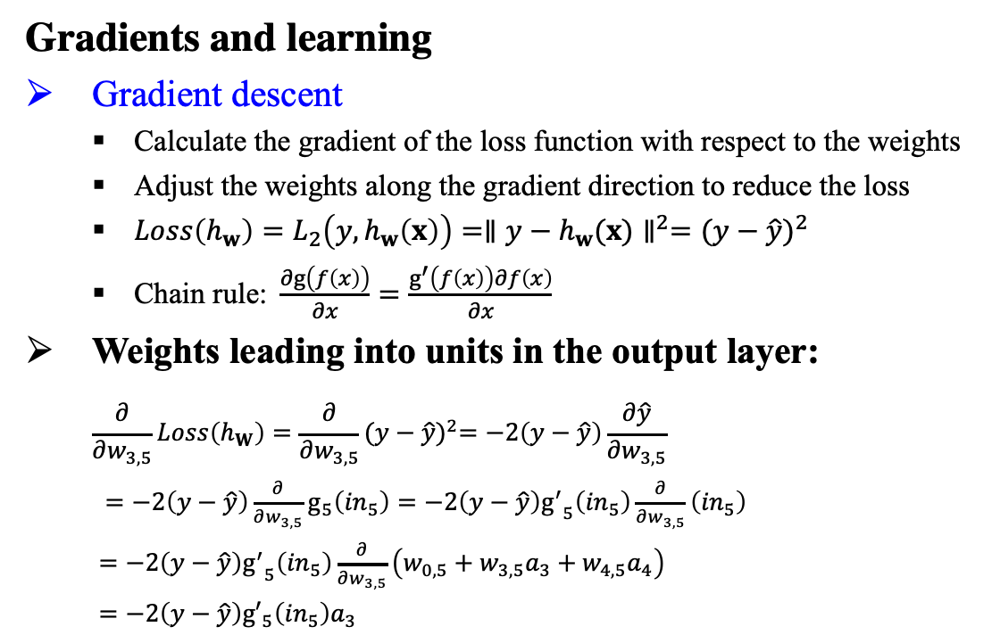 Gradients and learning
➢ Gradient descent
▪ Calculate the gradient of the loss function with respect to the weights
▪ Adjust the weights along the gradient direction to reduce the loss
▪ $Loss(h_{\mathbf{w}}) = L_2(y, h_{\mathbf{w}}(\mathbf{x})) = \| y - h_{\mathbf{w}}(\mathbf{x}) \|^2 = (y - \hat{y})^2$
▪ Chain rule: $\frac{\partial \mathrm{g}(f(x))}{\partial x} = \frac{\mathrm{g}'(f(x)) \partial f(x)}{\partial x}$
➢ Weights leading into units in the output layer:
$\frac{\partial}{\partial w_{3,5}} Loss(h_{\mathbf{w}}) = \frac{\partial}{\partial w_{3,5}} (y - \hat{y})^2 = -2(y - \hat{y}) \frac{\partial \hat{y}}{\partial w_{3,5}}$
$= -2(y - \hat{y}) \frac{\partial}{\partial w_{3,5}} \mathrm{g}_5(in_5) = -2(y - \hat{y}) \mathrm{g}'_5(in_5) \frac{\partial}{\partial w_{3,5}} (in_5)$
$= -2(y - \hat{y}) \mathrm{g}'_5(in_5) \frac{\partial}{\partial w_{3,5}} (w_{0,5} + w_{3,5} a_3 + w_{4,5} a_4)$
$= -2(y - \hat{y}) \mathrm{g}'_5(in_5) a_3$